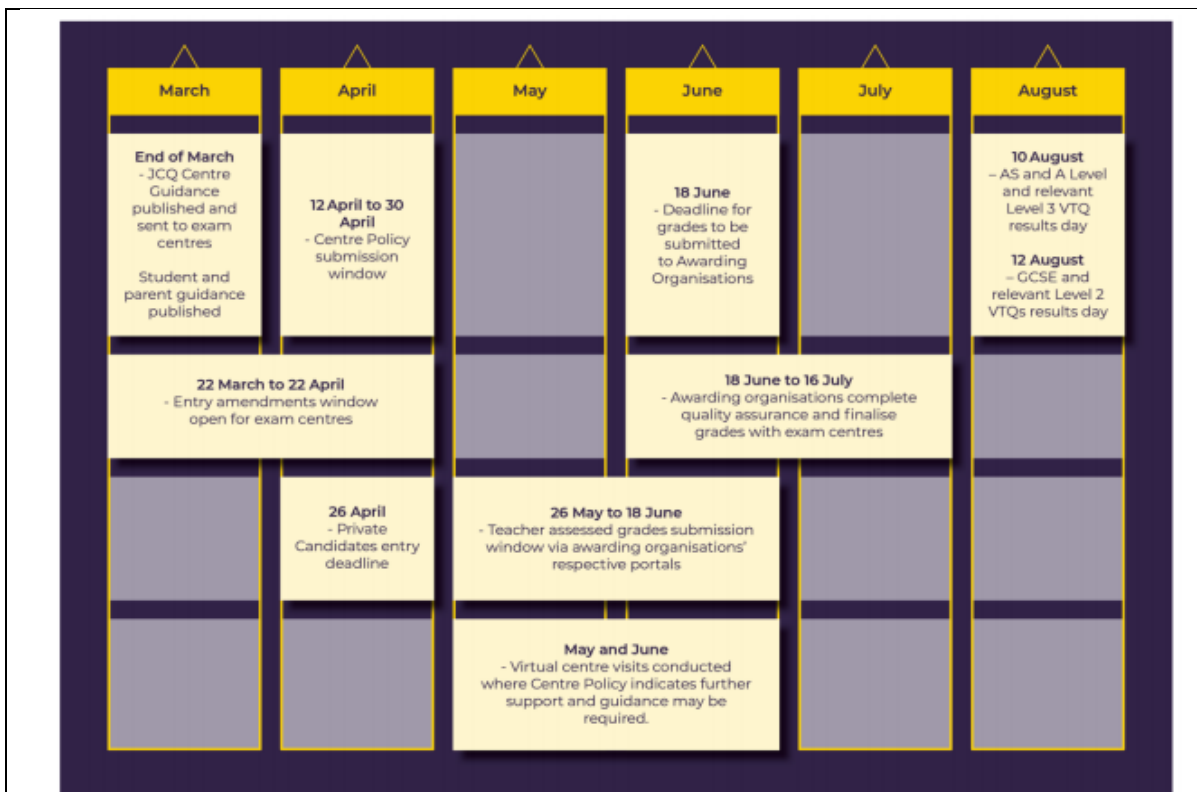 March
April
May
June
July
August
End of March
- JCQ Centre
Guidance
published and
sent to exam
centres
Student and
parent guidance
published
12 April to 30
April
- Centre Policy
submission
window
18 June
- Deadline for
grades to be
submitted
to Awarding
Organisations
10 August
– AS and A Level
and relevant
Level 3 VTQ
results day
12 August
– GCSE and
relevant Level 2
VTQs results day
22 March to 22 April
- Entry amendments window
open for exam centres
18 June to 16 July
- Awarding organisations complete
quality assurance and finalise
grades with exam centres
26 April
- Private
Candidates entry
deadline
26 May to 18 June
- Teacher assessed grades submission
window via awarding organisations'
respective portals
May and June
- Virtual centre visits conducted
where Centre Policy indicates further
support and guidance may be
required.